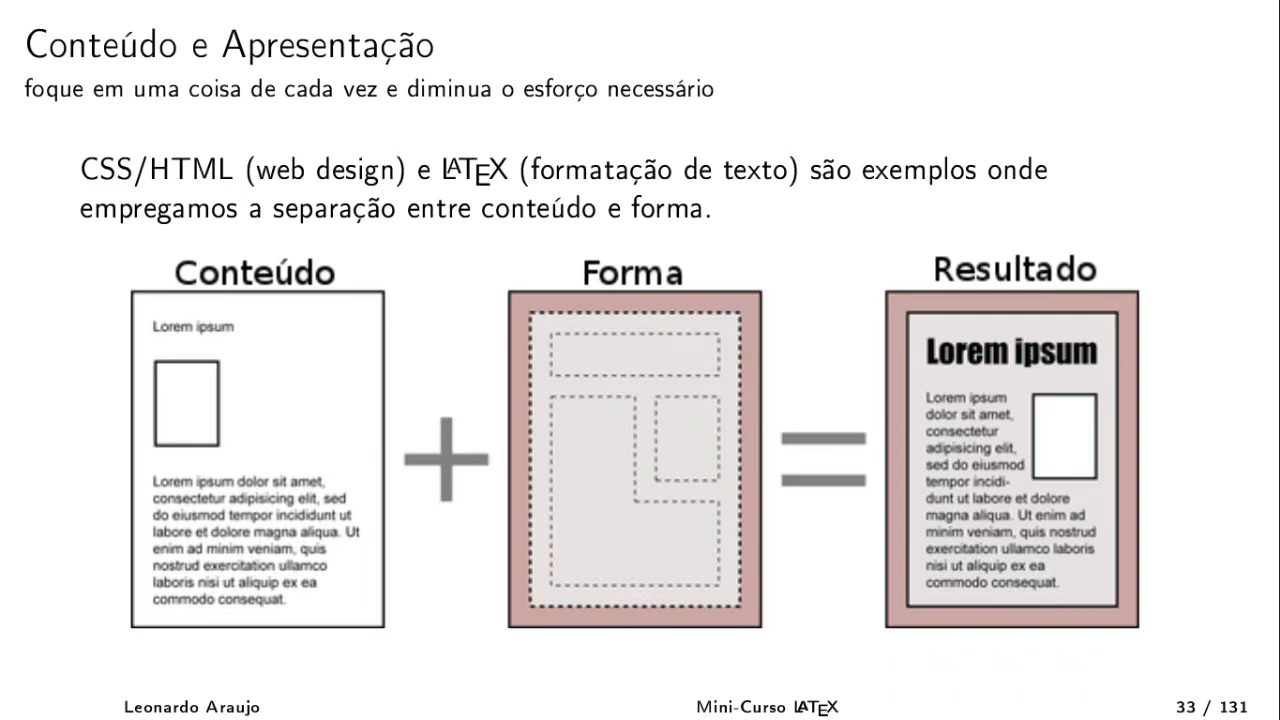 Conteúdo e Apresentação
foque em uma coisa de cada vez e diminua o esforço necessário
CSS/HTML (web design) e LATEX (formatação de texto) são exemplos onde
empregamos a separação entre conteúdo e forma.
Conteúdo
Lorem ipsum
Lorem ipsum dolor sit amet,
consectetur adipisicing elit, sed
do eiusmod tempor incididunt ut
labore et dolore magna aliqua. Ut
enim ad minim veniam, quis
nostrud exercitation ullamco
laboris nisi ut aliquip ex ea
commodo consequat.
+
Forma
=
Resultado
Lorem ipsum
Lorem ipsum
dolor sit amet,
consectetur
adipisicing elit,
sed do eiusmod
tempor incidi-
dunt ut labore et dolore
magna aliqua. Ut enim ad
minim veniam, quis nostrud
exercitation ullamco laboris
nisi ut aliquip ex ea
commodo consequat.
Leonardo Araujo
Mini-Curso LATEX
33 / 131